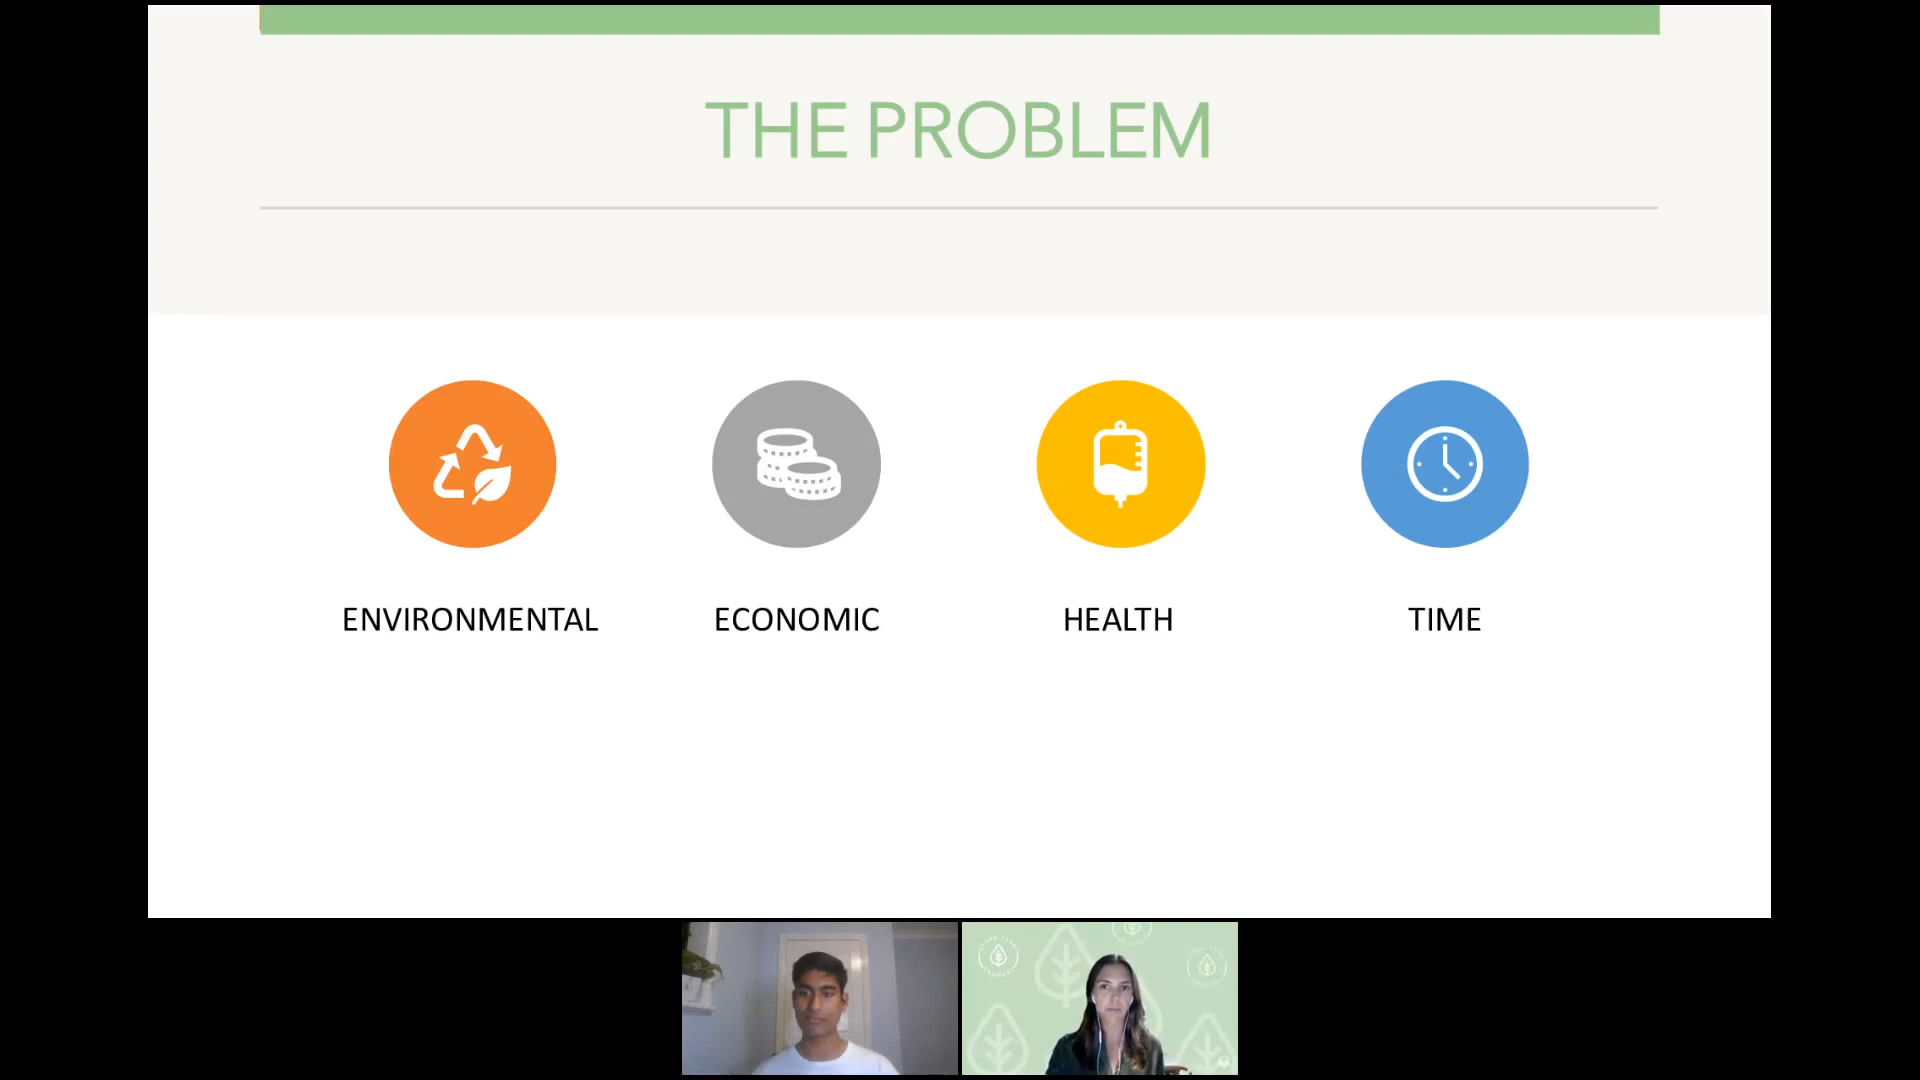 THE PROBLEM
ENVIRONMENTAL
ECONOMIC
HEALTH
TIME